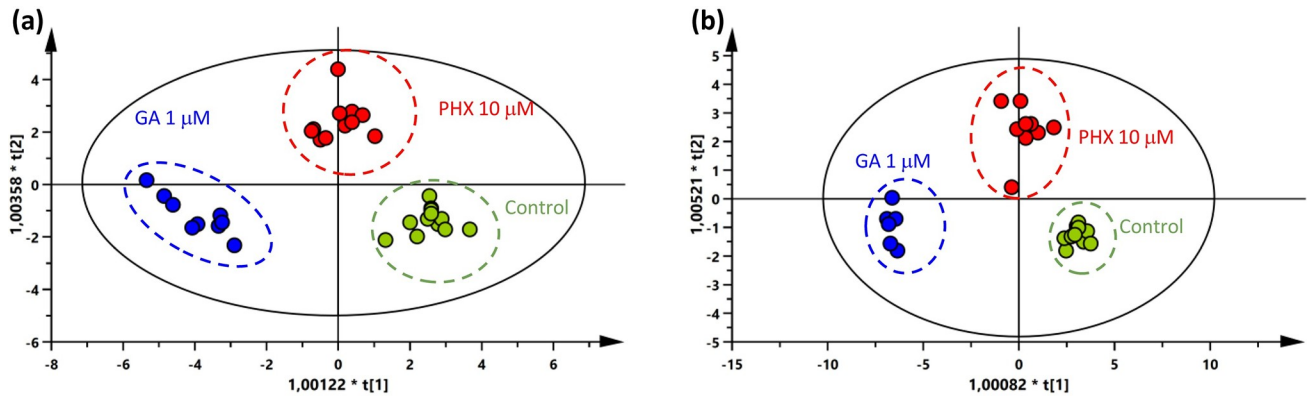 (a)
GA 1 μM
PHX 10 μM
Control
4
2
0
-2
-4
-6
-8
-6
-4
-2
0
2
4
6
1,00358 * t[2]
1,00122 * t[1]
(b)
GA 1 μM
PHX 10 μM
Control
5
4
3
2
1
0
-1
-2
-3
-4
-5
-15
-10
-5
0
5
10
1,00521 * t[2]
1,00082 * t[1]